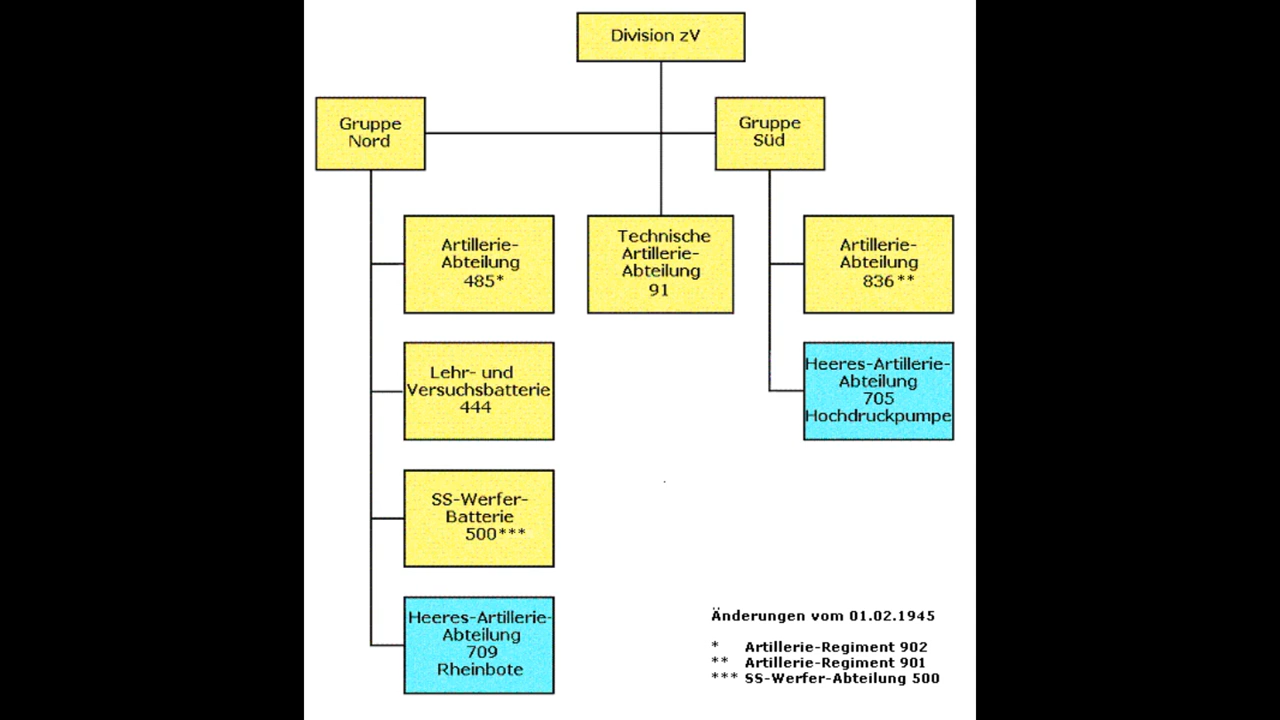 Division zV
Gruppe
Nord
Gruppe
Süd
Artillerie-
Abteilung
485*
Technische
Artillerie-
Abteilung
91
Artillerie-
Abteilung
836**
Lehr- und
Versuchsbatterie
444
Heeres-Artillerie-
Abteilung
705
Hochdruckpumpe
SS-Werfer-
Batterie
500***
Heeres-Artillerie-
Abteilung
709
Rheinbote
Änderungen vom 01.02.1945
* Artillerie-Regiment 902
** Artillerie-Regiment 901
*** SS-Werfer-Abteilung 500